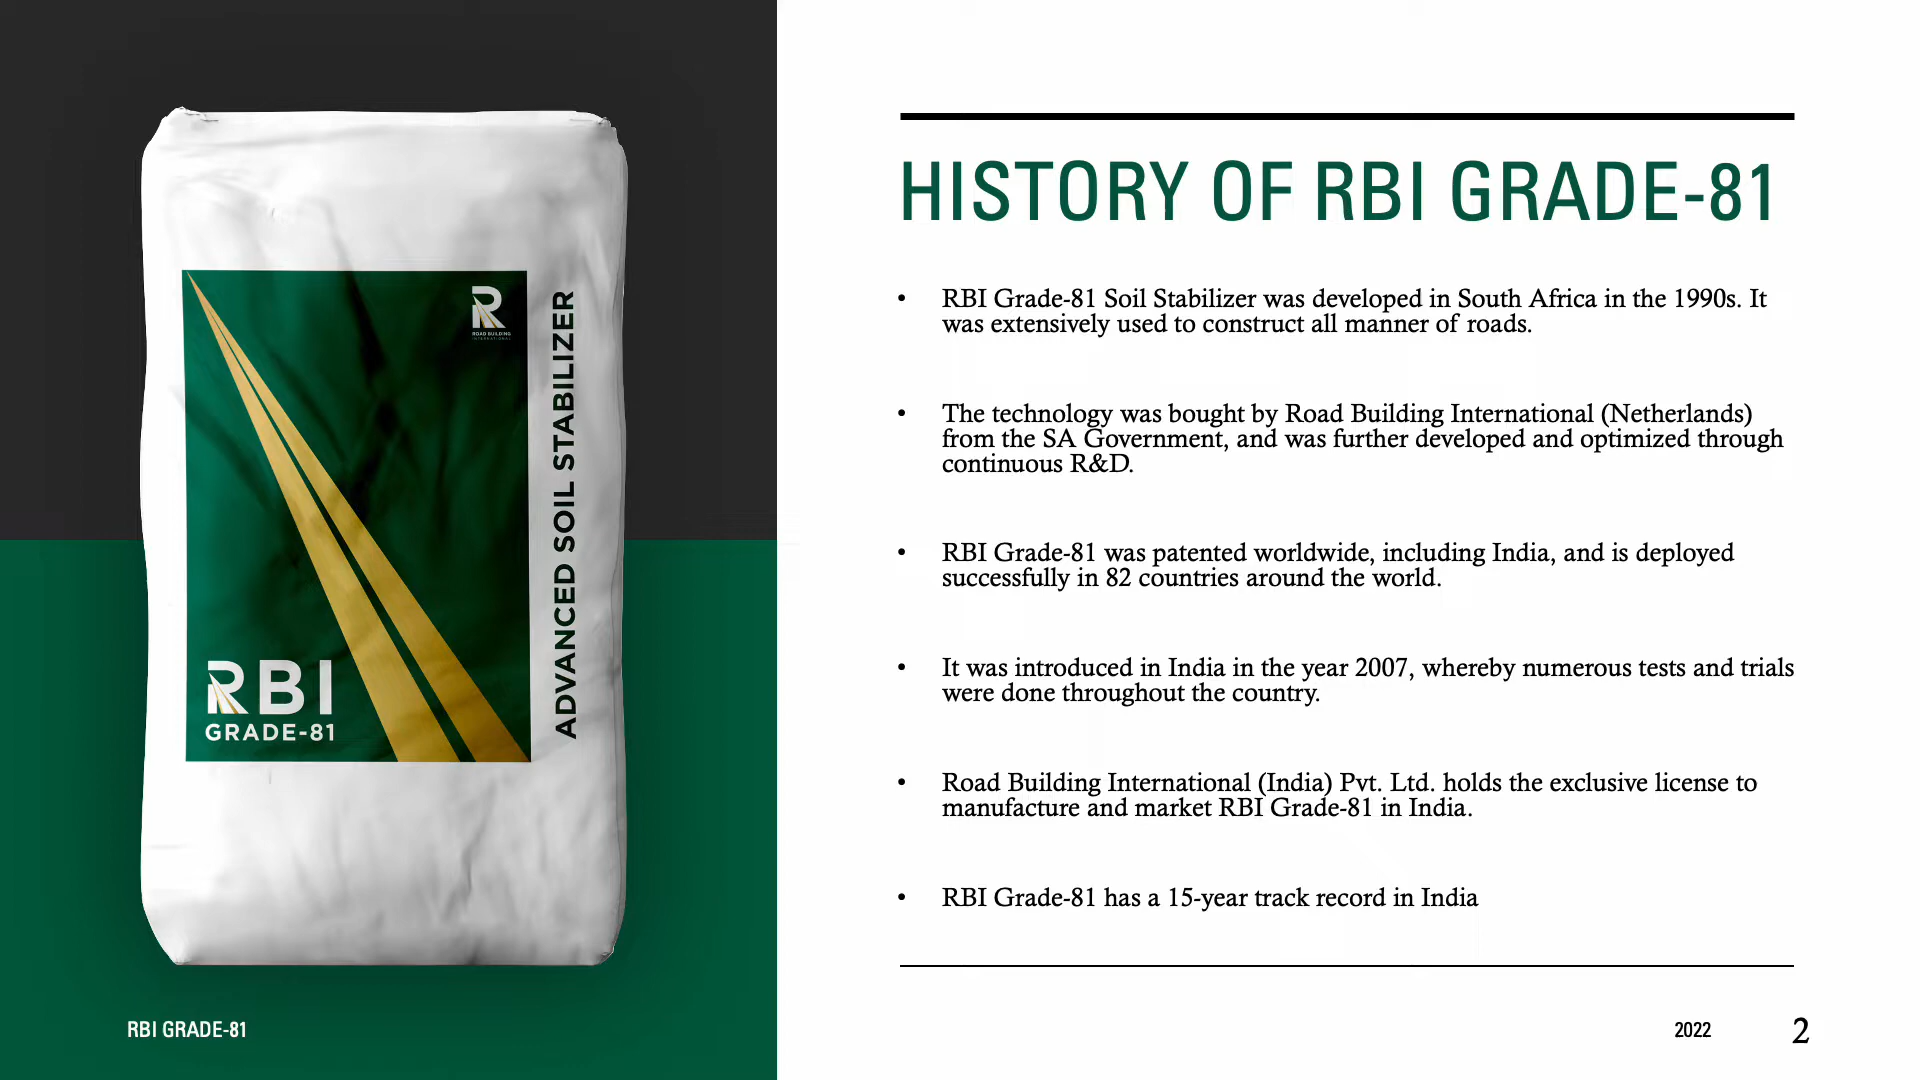 HISTORY OF RBI GRADE-81
• RBI Grade-81 Soil Stabilizer was developed in South Africa in the 1990s. It
was extensively used to construct all manner of roads.
• The technology was bought by Road Building International (Netherlands)
from the SA Government, and was further developed and optimized through
continuous R&D.
• RBI Grade-81 was patented worldwide, including India, and is deployed
successfully in 82 countries around the world.
• It was introduced in India in the year 2007, whereby numerous tests and trials
were done throughout the country.
• Road Building International (India) Pvt. Ltd. holds the exclusive license to
manufacture and market RBI Grade-81 in India.
• RBI Grade-81 has a 15-year track record in India
R
ROAD BUILDING
INTERNATIONAL
ADVANCED SOIL STABILIZER
RBI
GRADE-81
RBI GRADE-81
2022
2